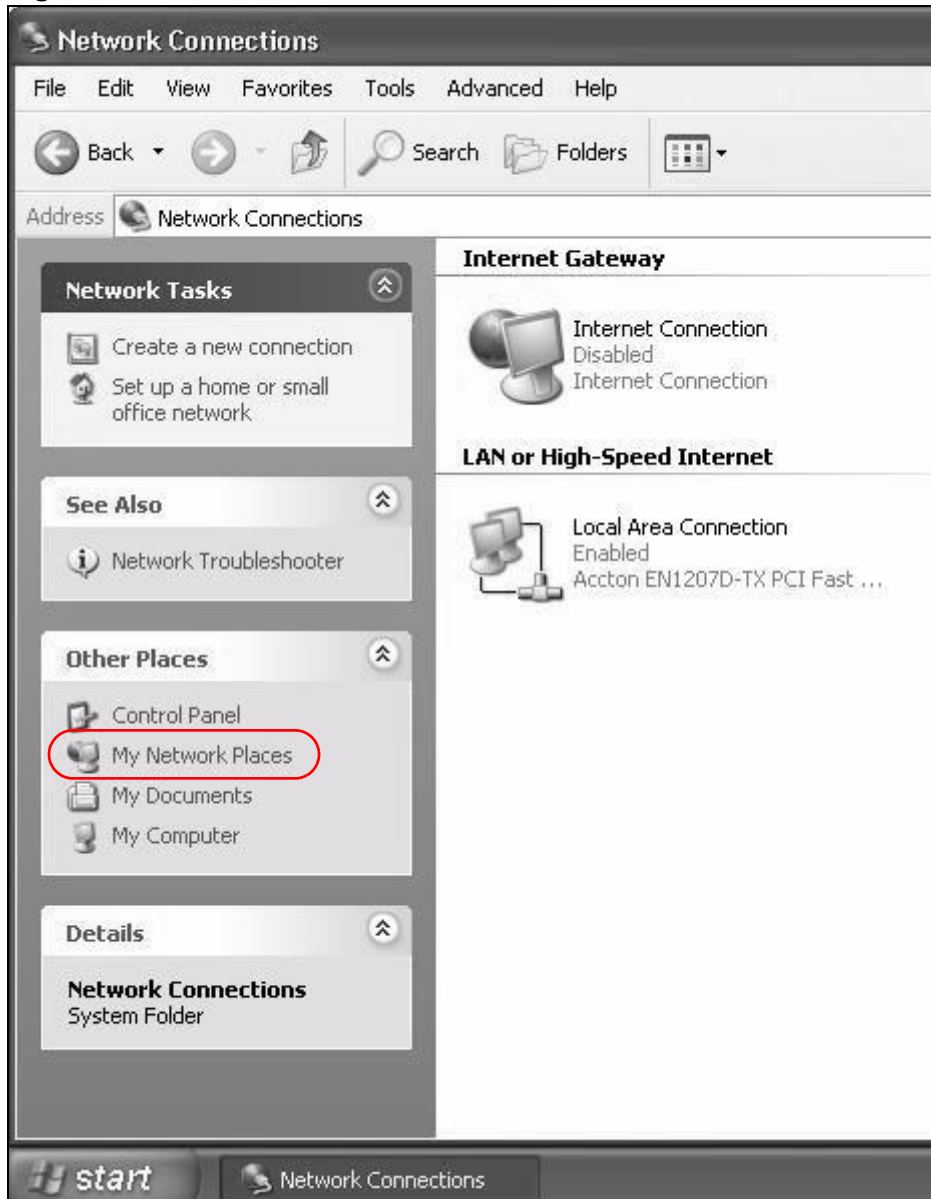 Network Connections
File Edit View Favorites Tools Advanced Help
Back Search Folders
Address Network Connections
Network Tasks
Create a new connection
Set up a home or small
office network
See Also
Network Troubleshooter
Other Places
Control Panel
My Network Places
My Documents
My Computer
Details
Network Connections
System Folder
Internet Gateway
Internet Connection
Disabled
Internet Connection
LAN or High-Speed Internet
Local Area Connection
Enabled
Accton EN1207D-TX PCI Fast ...
start Network Connections